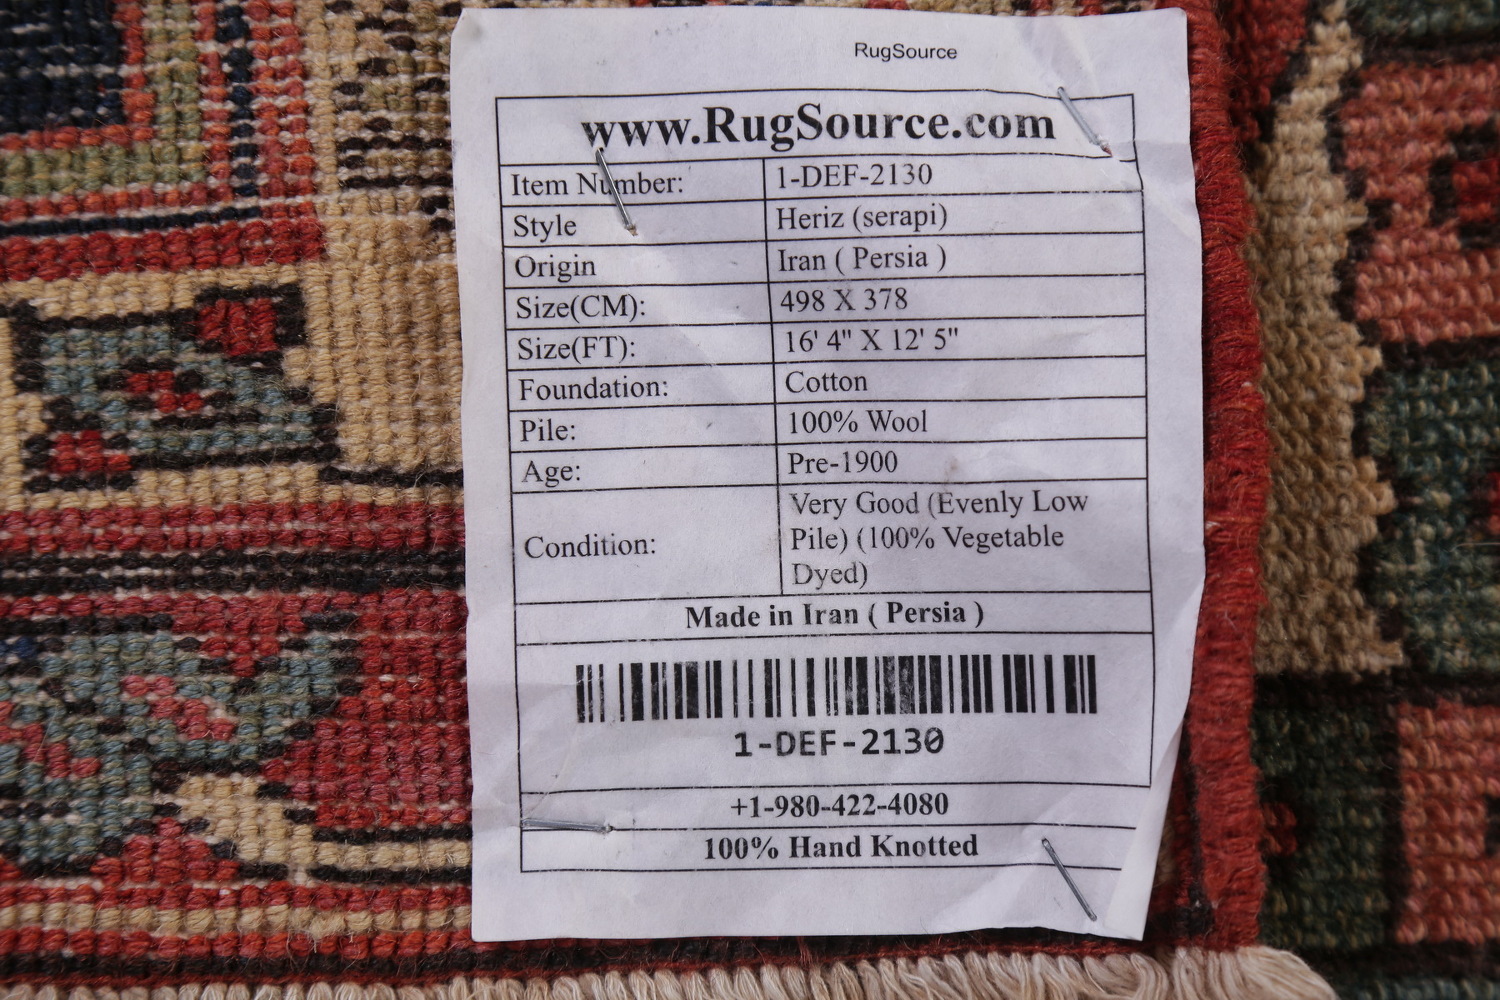 RugSource
www.RugSource.com
Item Number: 1-DEF-2130
Style Heriz (serapi)
Origin Iran ( Persia )
Size(CM): 498 X 378
Size(FT): 16' 4" X 12' 5"
Foundation: Cotton
Pile: 100% Wool
Age: Pre-1900
Condition: Very Good (Evenly Low
Pile) (100% Vegetable
Dyed)
Made in Iran ( Persia )
1-DEF-2130
+1-980-422-4080
100% Hand Knotted